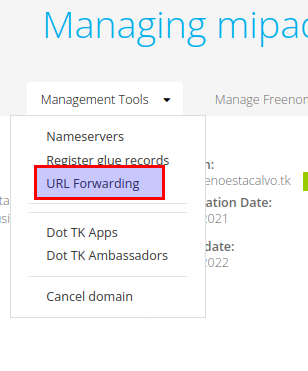 Managing mipac
Management Tools
Manage Freenom
Nameservers
Register glue records
URL Forwarding
Dot TK Apps
Dot TK Ambassadors
Cancel domain
n:
enoestacalvo.tk
ation Date:
2021
date:
2022